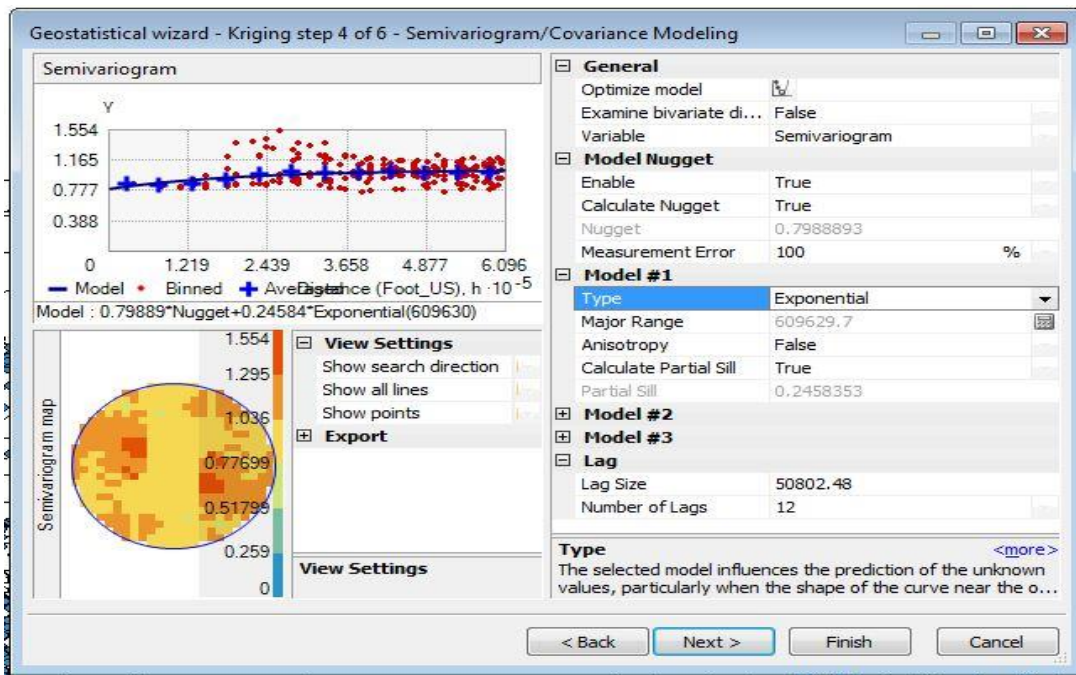 Geostatistical wizard - Kriging step 4 of 6 - Semivariogram/Covariance Modeling
Semivariogram
Y
1.554
1.165
0.777
0.388
0 1.219 2.439 3.658 4.877 6.096
Model Binned Averaged Distance (Foot_US), h ·10⁻⁵
Model : 0.79889*Nugget+0.24584*Exponential(609630)
Semivariogram map
1.554
1.295
1.036
0.77699
0.51799
0.259
0
View Settings
Show search direction
Show all lines
Show points
Export
View Settings
General
Optimize model
Examine bivariate di... False
Variable Semivariogram
Model Nugget
Enable True
Calculate Nugget True
Nugget 0.7988893
Measurement Error 100 %
Model #1
Type Exponential
Major Range 609629.7
Anisotropy False
Calculate Partial Sill True
Partial Sill 0.2458353
Model #2
Model #3
Lag
Lag Size 50802.48
Number of Lags 12
Type <more>
The selected model influences the prediction of the unknown
values, particularly when the shape of the curve near the o...
< Back Next > Finish Cancel